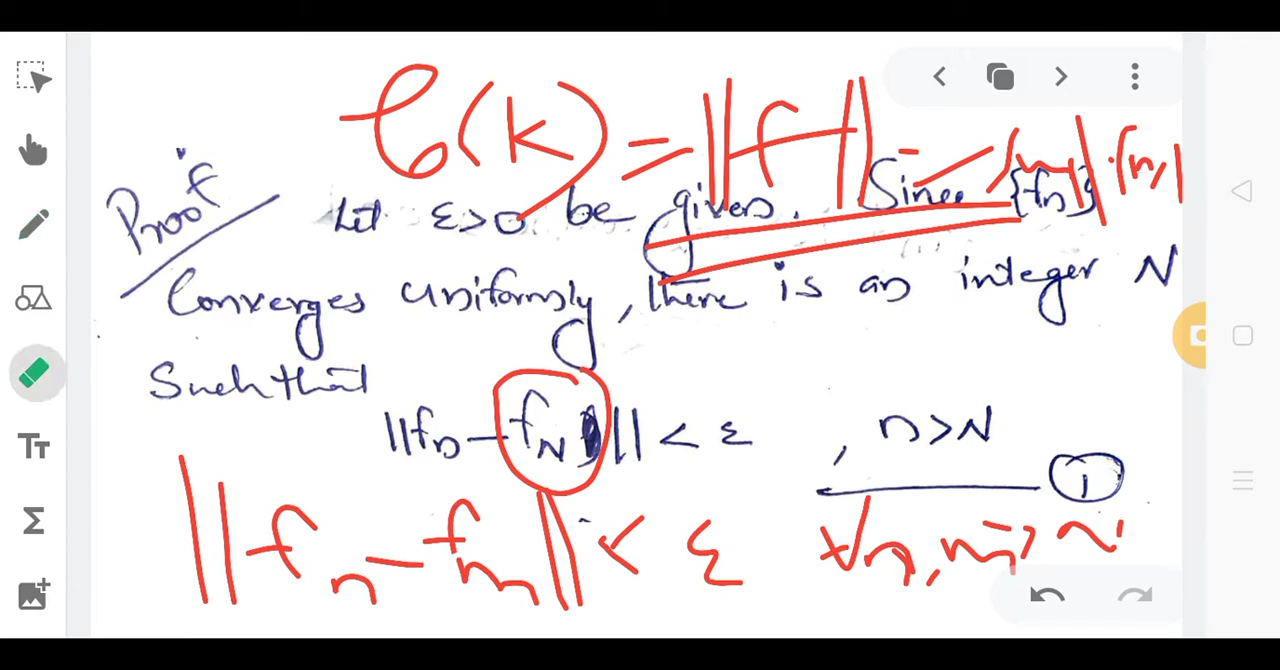 𝒞(K) = ||f|| =
Proof Let ε>0 be given. Since {fn}
Converges uniformly, there is an integer N
Such that
||fn − fN|| < ε , n>N ①
||fn − fm|| < ε ∀n, m > N
Tt
Σ